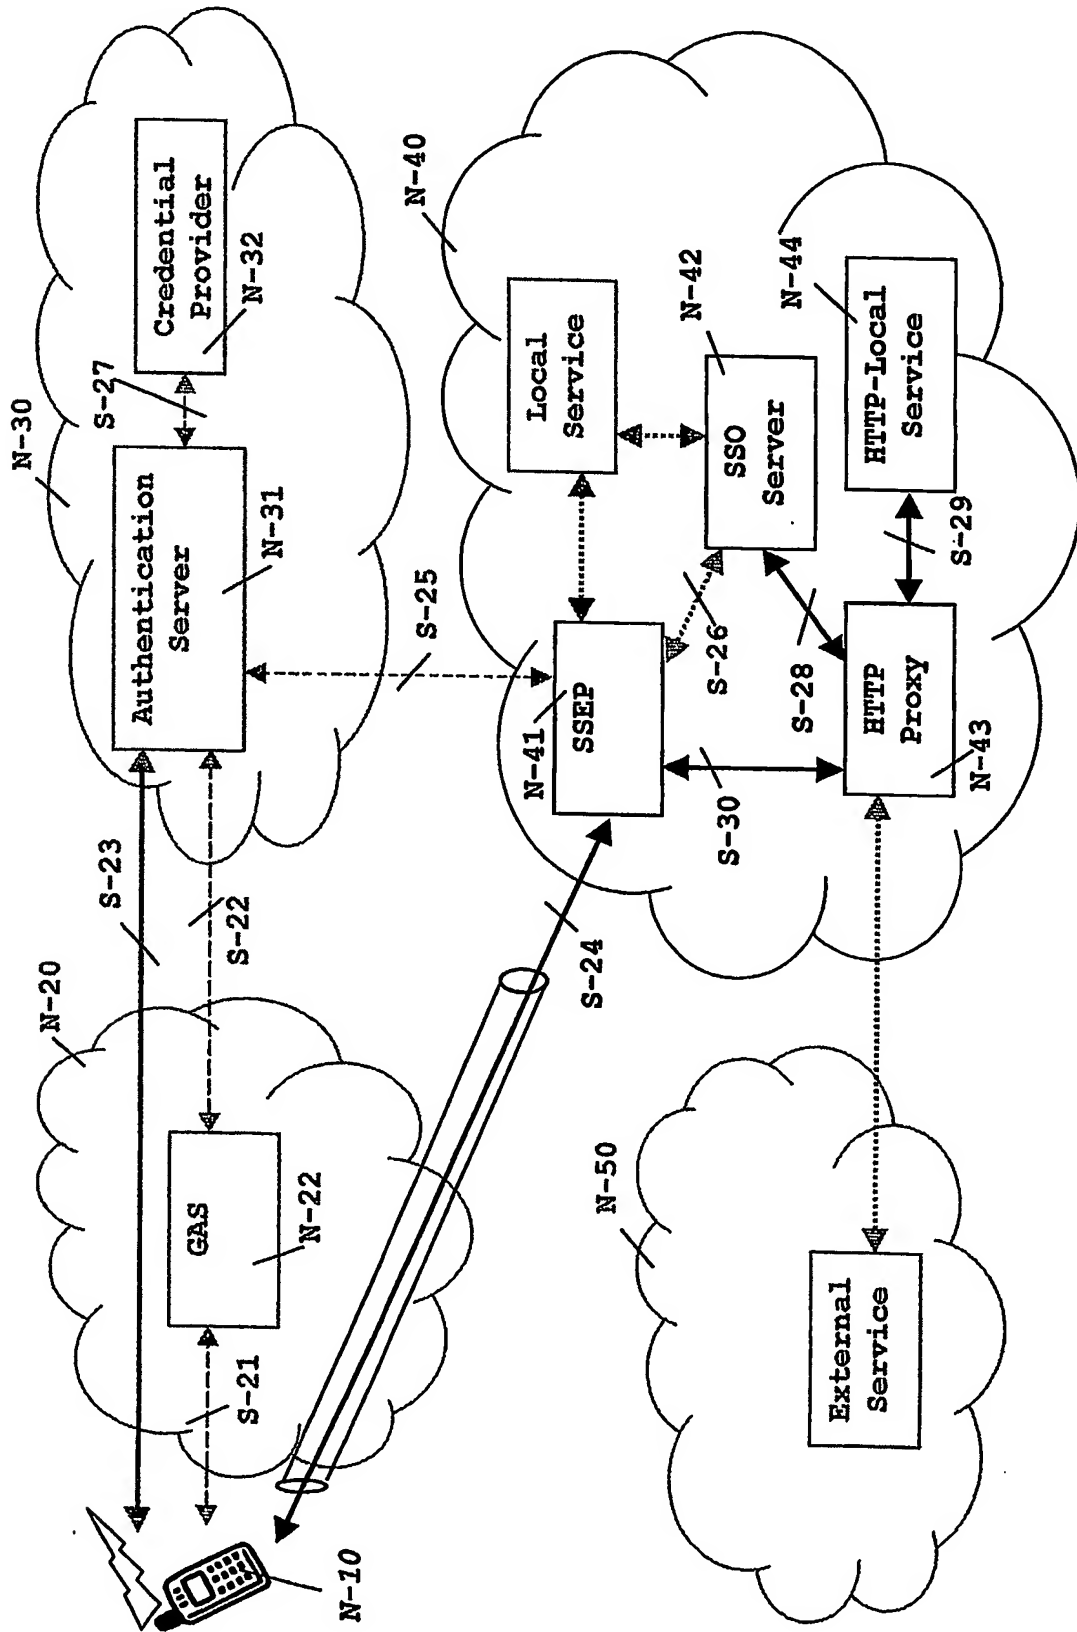 N-10
S-21
GAS
N-22
N-20
S-23
S-22
N-30
Authentication
Server
N-31
S-27
Credential
Provider
N-32
S-25
S-24
N-40
N-41
SSEP
Local
Service
S-26
SSO
Server
N-42
S-30
S-28
HTTP
Proxy
N-43
S-29
HTTP-Local
Service
N-44
N-50
External
Service